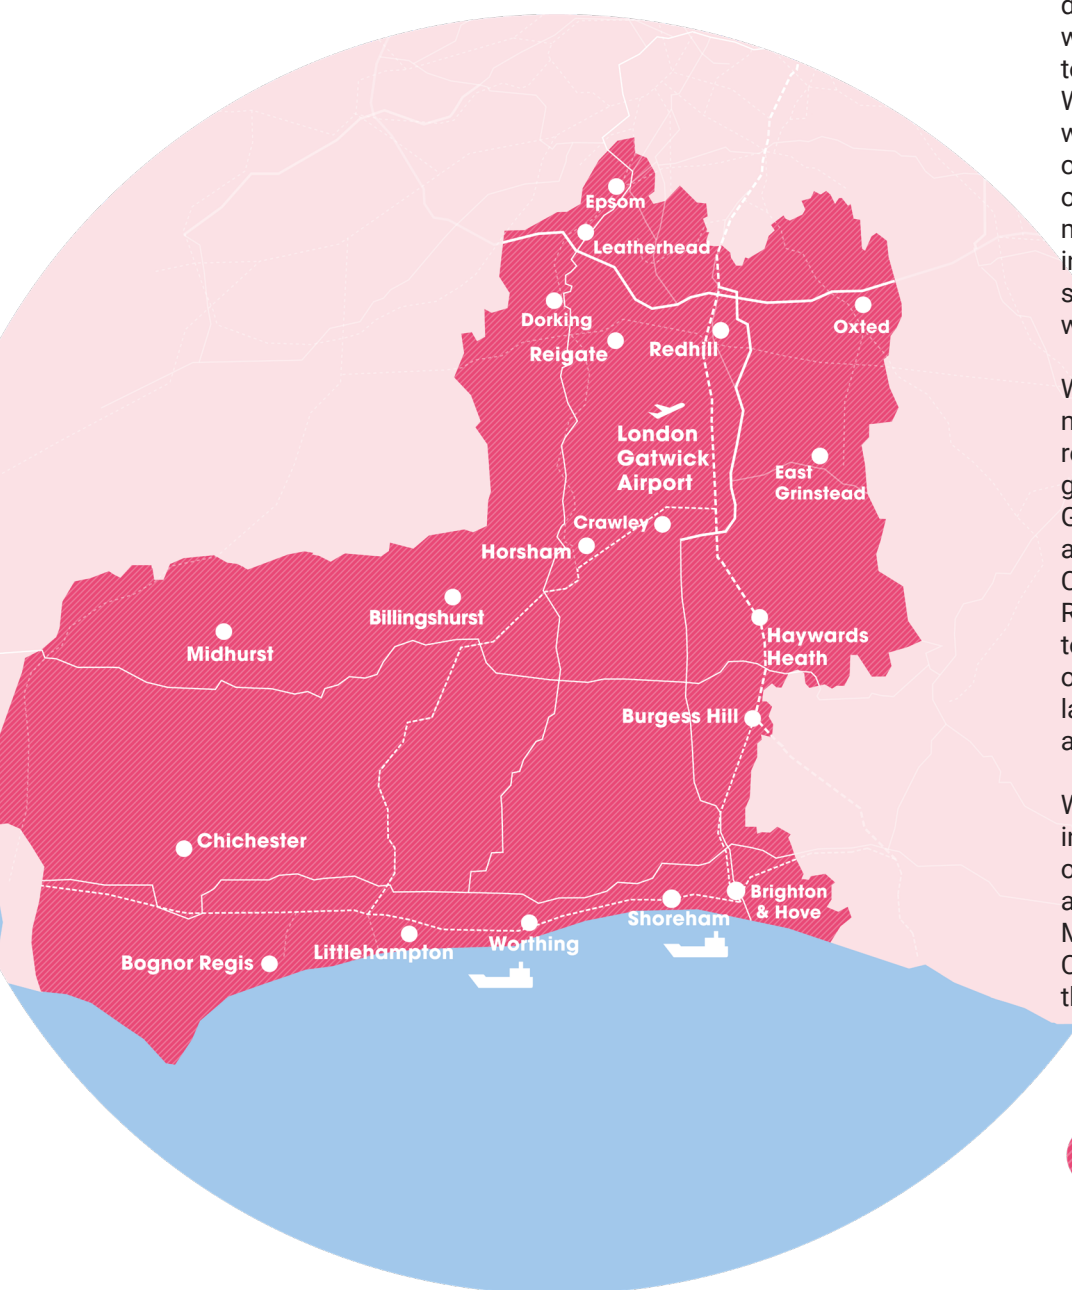 Epsom
Leatherhead
Dorking
Oxted
Reigate
Redhill
London
Gatwick
Airport
East
Grinstead
Crawley
Horsham
Billingshurst
Midhurst
Haywards
Heath
Burgess Hill
Chichester
Brighton
& Hove
Shoreham
Worthing
Littlehampton
Bognor Regis